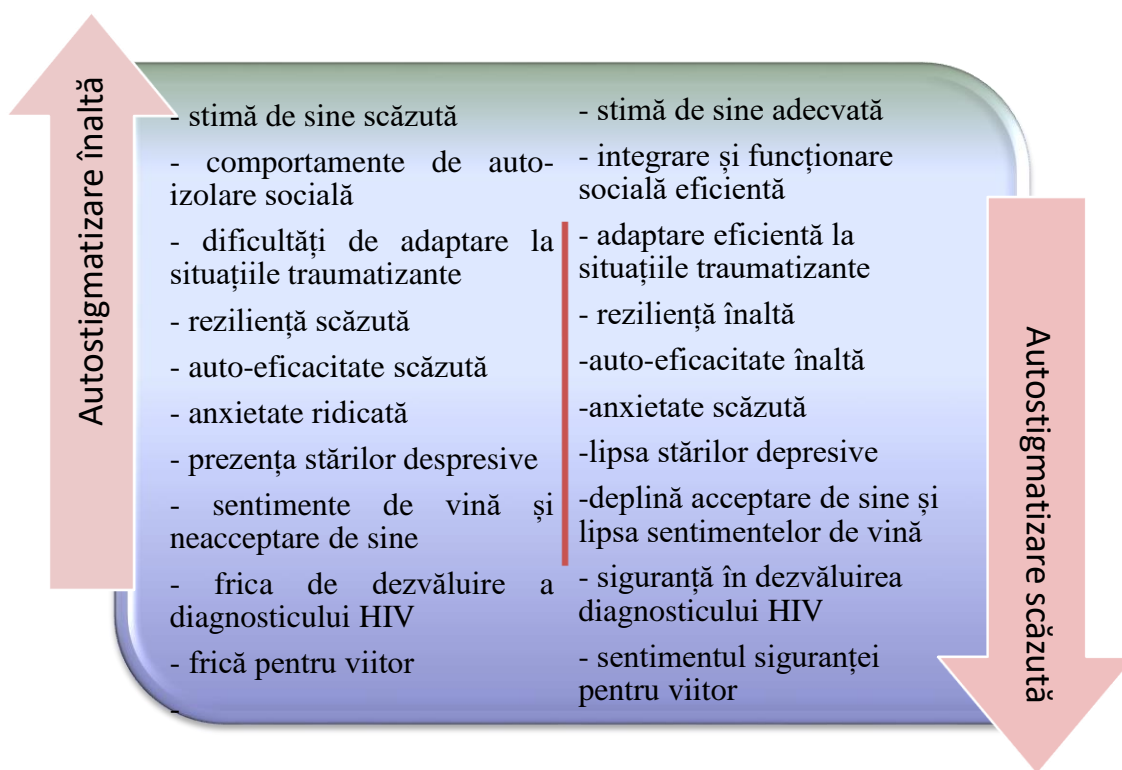 Autostigmatizare înaltă
- stimă de sine scăzută
- comportamente de auto-
izolare socială
- dificultăți de adaptare la
situațiile traumatizante
- reziliență scăzută
- auto-eficacitate scăzută
- anxietate ridicată
- prezența stărilor despresive
- sentimente de vină și
neacceptare de sine
- frica de dezvăluire a
diagnosticului HIV
- frică pentru viitor
-
- stimă de sine adecvată
- integrare și funcționare
socială eficientă
- adaptare eficientă la
situațiile traumatizante
- reziliență înaltă
-auto-eficacitate înaltă
-anxietate scăzută
-lipsa stărilor depresive
-deplină acceptare de sine și
lipsa sentimentelor de vină
- siguranță în dezvăluirea
diagnosticului HIV
- sentimentul siguranței
pentru viitor
Autostigmatizare scăzută